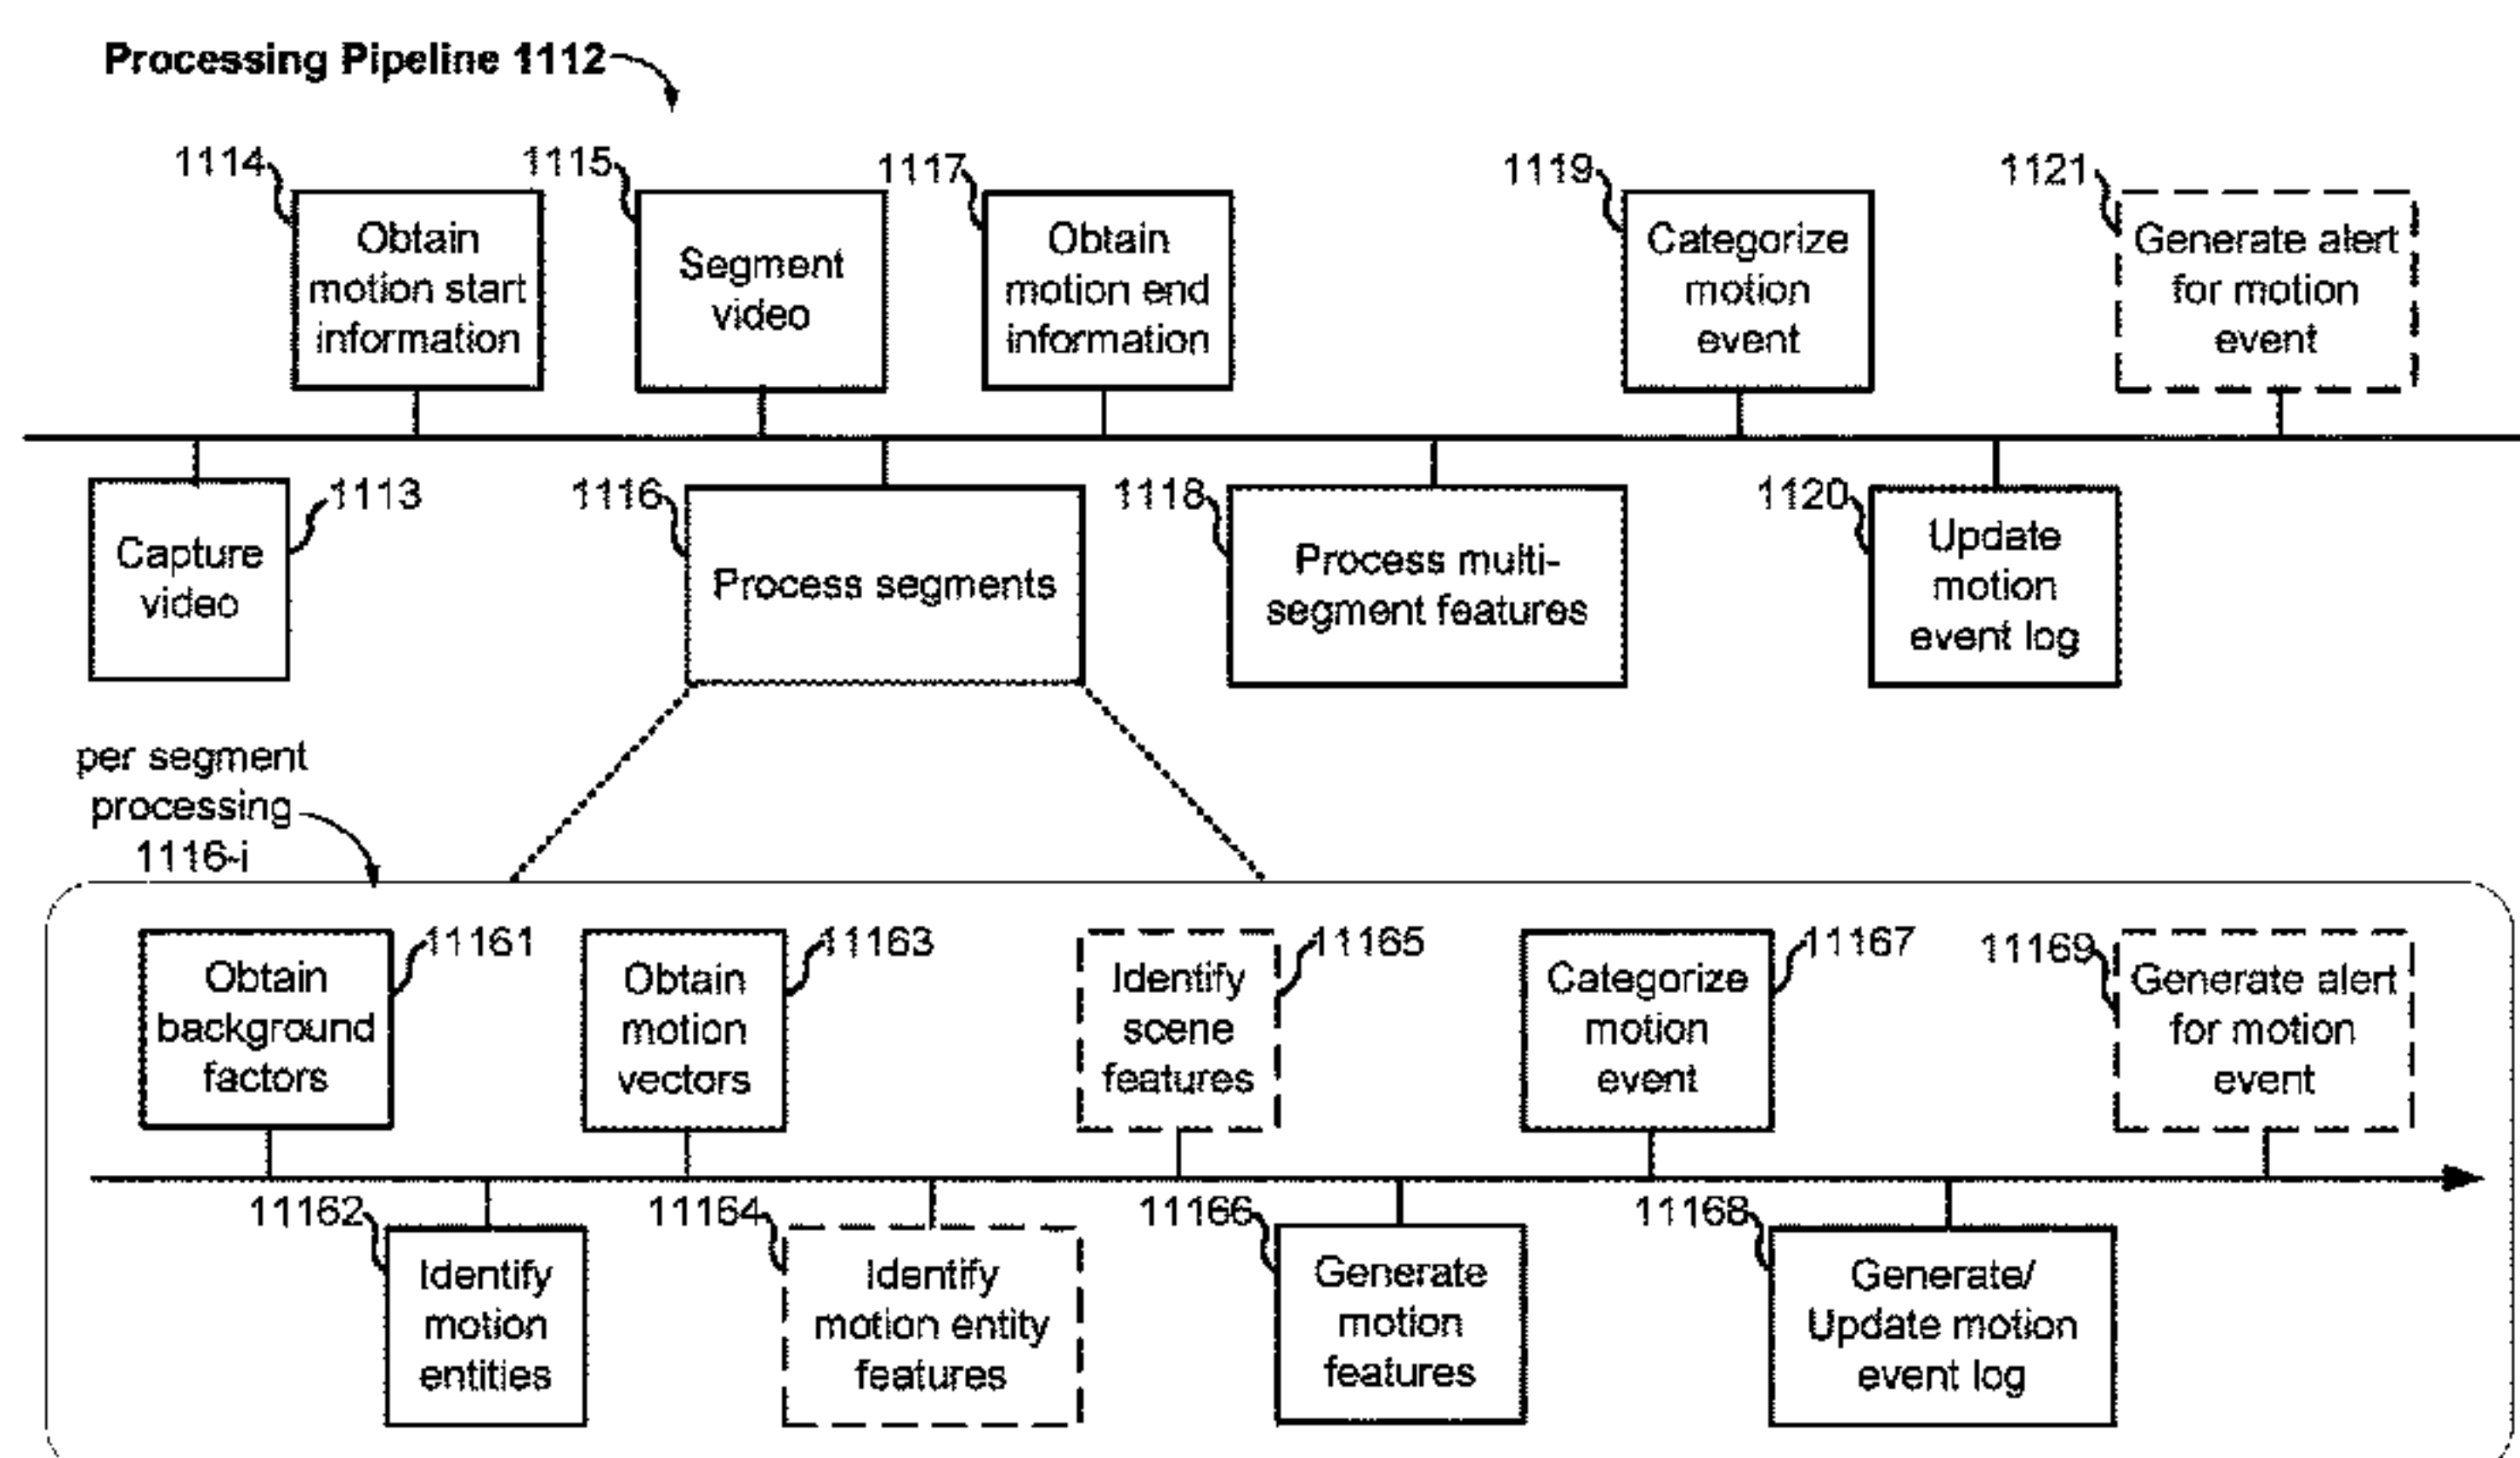 Processing Pipeline 1112
1114
Obtain
motion start
information
1115
Segment
video
1117
Obtain
motion end
information
1119
Categorize
motion
event
1121
Generate alert
for motion
event
Capture
video
1113
1116
Process segments
1118
Process multi-
segment features
1120
Update
motion
event log
per segment
processing
1116-i
Obtain
background
factors
11161
Obtain
motion
vectors
11163
Identify
scene
features
11165
Categorize
motion
event
11167
11169
Generate alert
for motion
event
11162
Identify
motion
entities
11164
Identify
motion entity
features
11166
Generate
motion
features
11168
Generate/
Update motion
event log